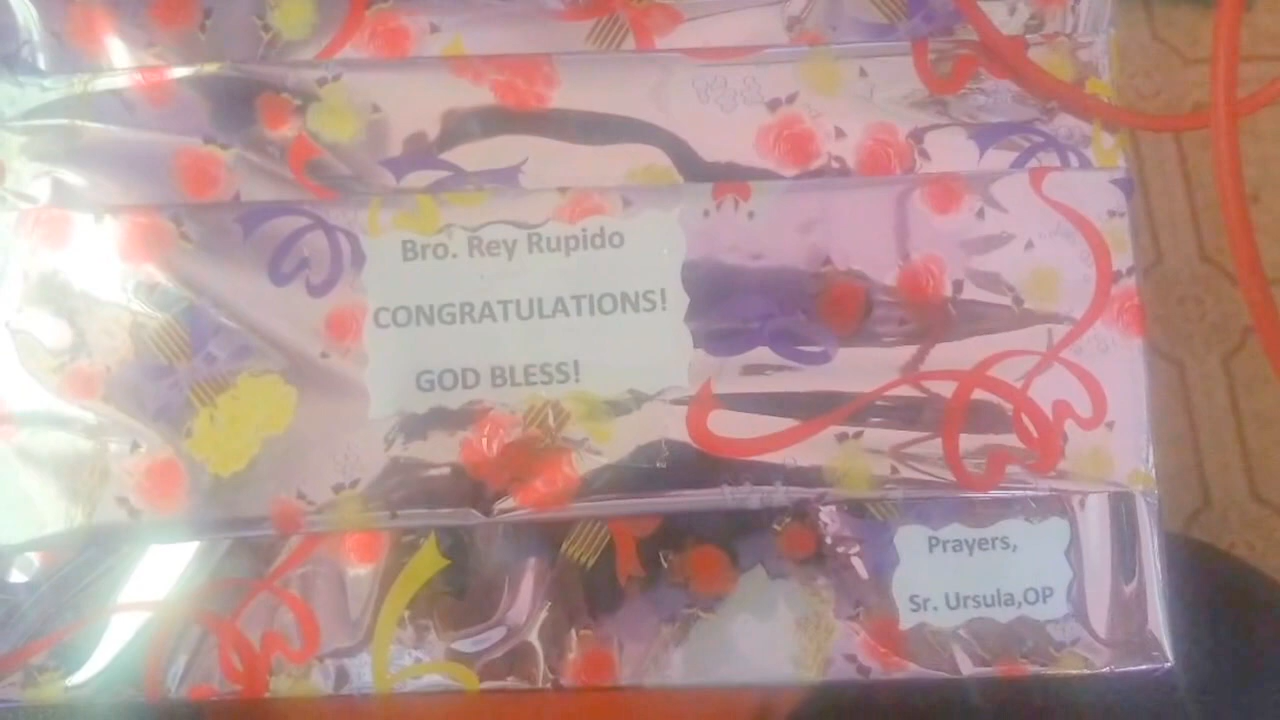 Bro. Rey Rupido
CONGRATULATIONS!
GOD BLESS!
Prayers,
Sr. Ursula,OP